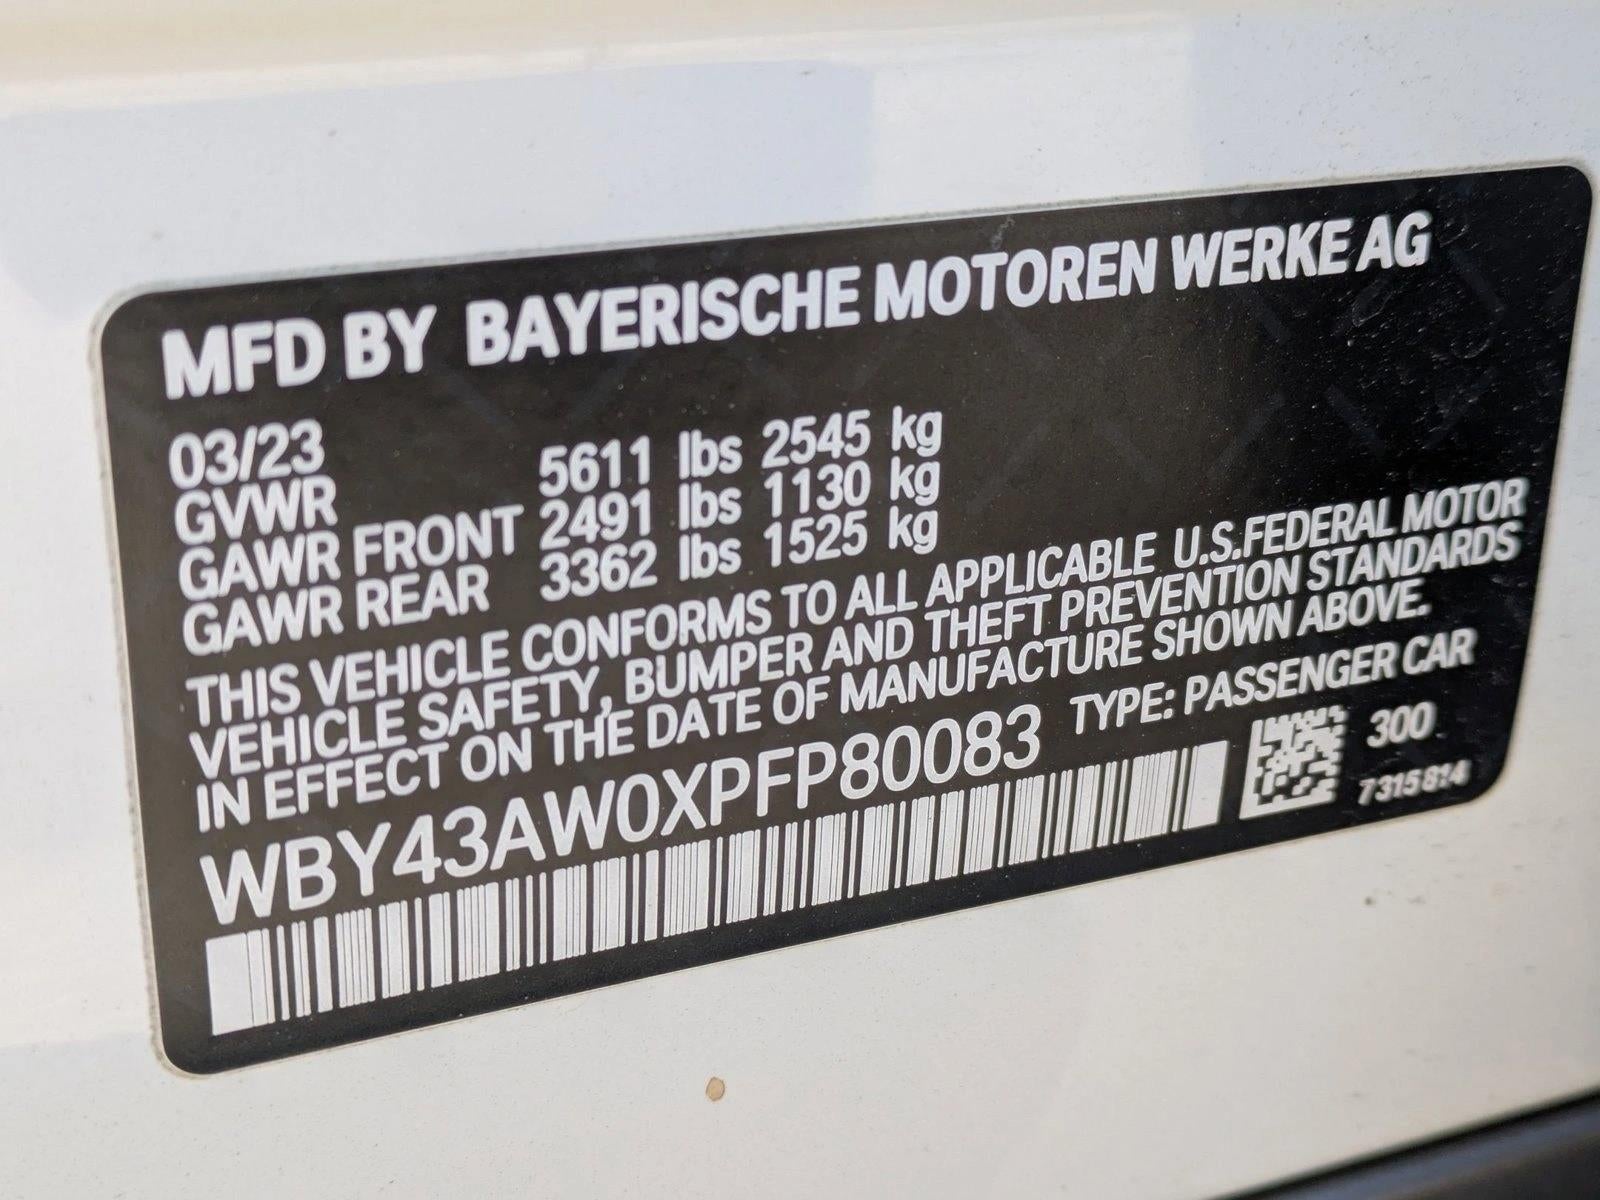 MFD BY BAYERISCHE MOTOREN WERKE AG
03/23
GVWR 5611 lbs 2545 kg
GAWR FRONT 2491 lbs 1130 kg
GAWR REAR 3362 lbs 1525 kg
THIS VEHICLE CONFORMS TO ALL APPLICABLE U.S.FEDERAL MOTOR
VEHICLE SAFETY, BUMPER AND THEFT PREVENTION STANDARDS
IN EFFECT ON THE DATE OF MANUFACTURE SHOWN ABOVE.
WBY43AW0XPFP80083 TYPE: PASSENGER CAR
300
7315814